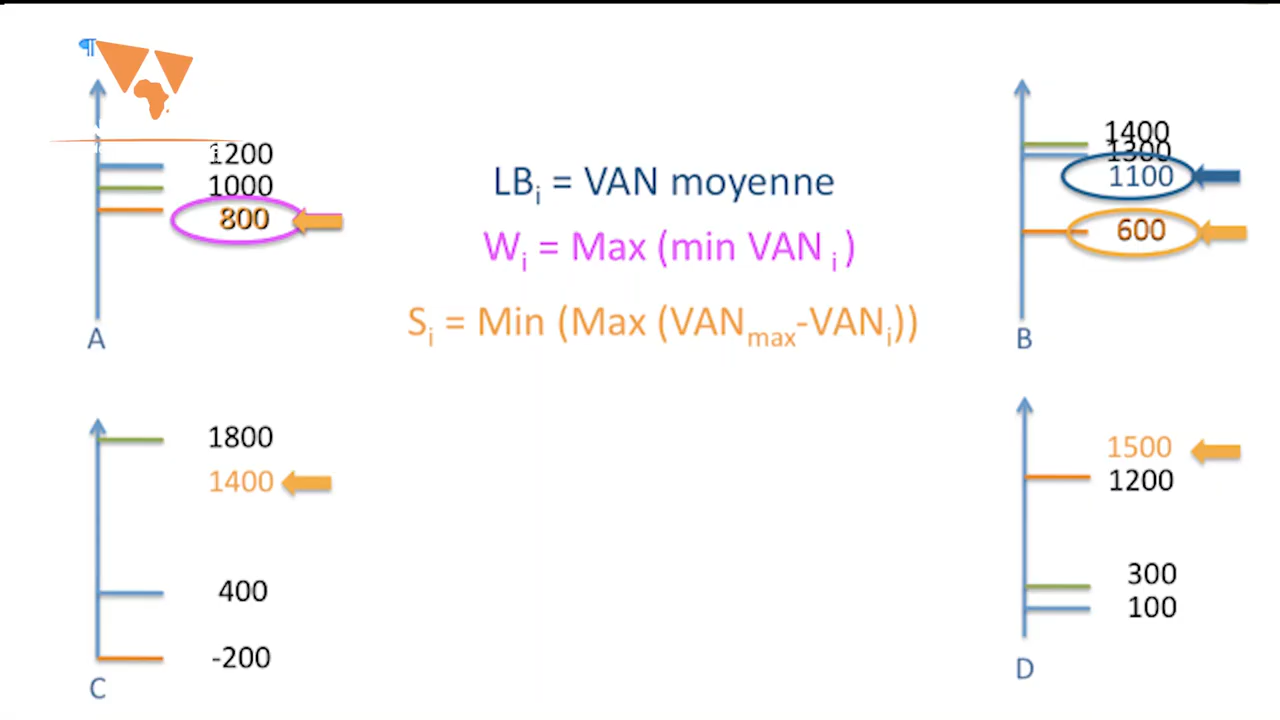 ¶
1200
1000
800
A
LBi = VAN moyenne
Wi = Max (min VAN i )
Si = Min (Max (VANmax-VANi))
1400
1300
1100
600
B
1800
1400
400
-200
C
1500
1200
300
100
D